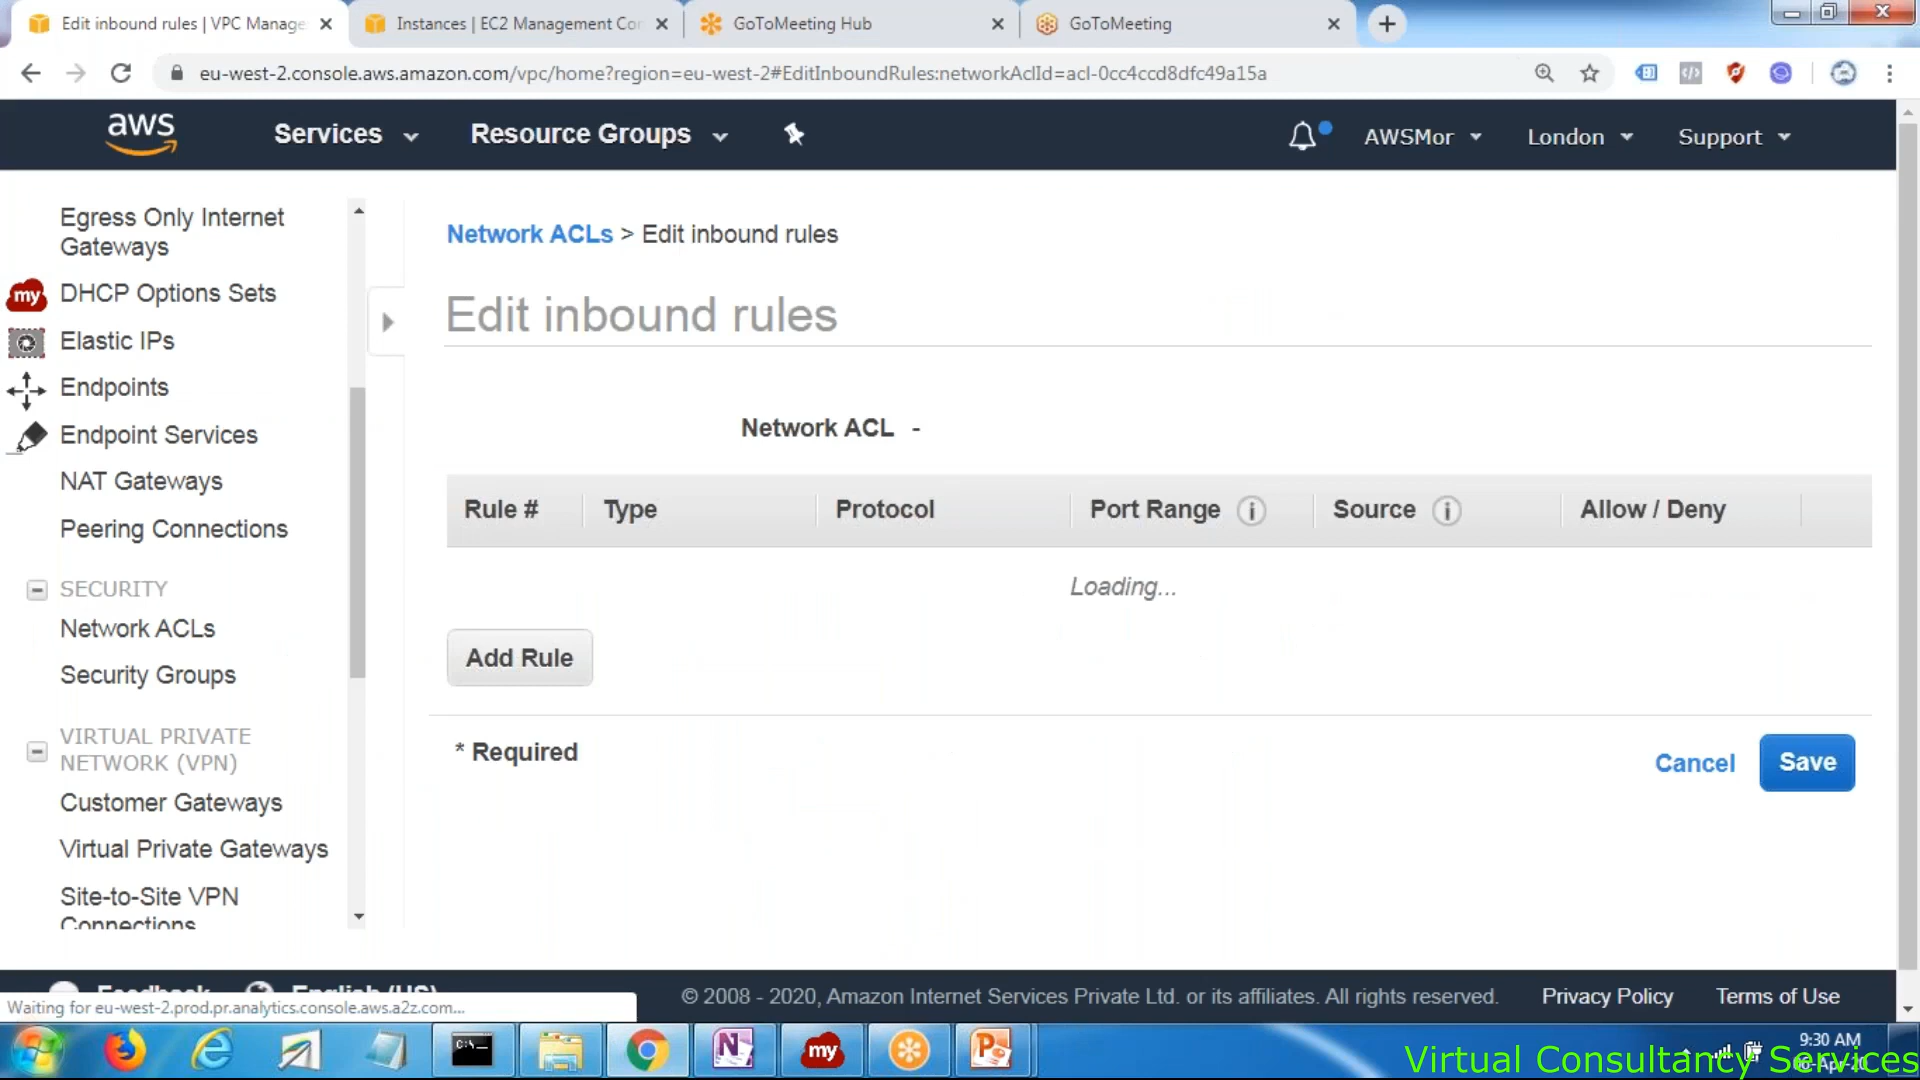 Edit inbound rules | VPC Manage
Instances | EC2 Management Con
GoToMeeting Hub
GoToMeeting
eu-west-2.console.aws.amazon.com/vpc/home?region=eu-west-2#EditInboundRules:networkAclId=acl-0cc4ccd8dfc49a15a
aws
Services
Resource Groups
AWSMor
London
Support
Egress Only Internet
Gateways
DHCP Options Sets
Elastic IPs
Endpoints
Endpoint Services
NAT Gateways
Peering Connections
SECURITY
Network ACLs
Security Groups
VIRTUAL PRIVATE
NETWORK (VPN)
Customer Gateways
Virtual Private Gateways
Site-to-Site VPN
Connections
my
Network ACLs > Edit inbound rules
Edit inbound rules
Network ACL -
Rule # Type Protocol Port Range Source Allow / Deny
Loading...
Add Rule
* Required
Cancel
Save
Feedback English (US)
Waiting for eu-west-2.prod.pr.analytics.console.aws.a2z.com...
© 2008 - 2020, Amazon Internet Services Private Ltd. or its affiliates. All rights reserved.
Privacy Policy
Terms of Use
C:\
my
9:30 AM
Virtual Consultancy Services